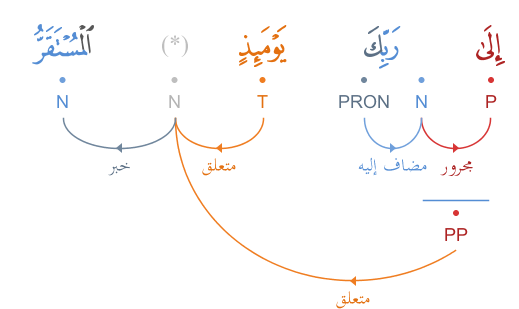 إِلَىٰ رَبِّكَ يَوْمَئِذٍ (*) ٱلْمُسْتَقَرُّ
P N PRON T N N
مجرور مضاف إليه متعلق خبر
PP
متعلق